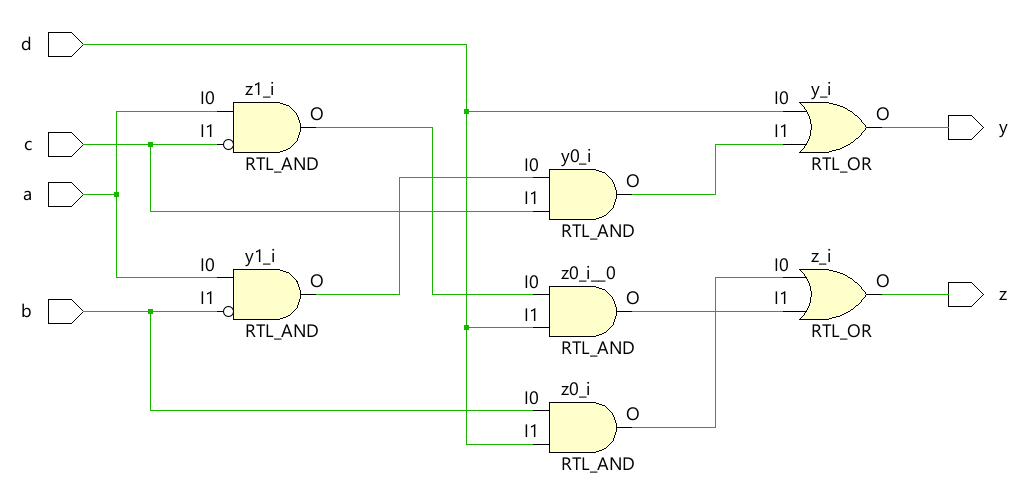 d
c
a
b
I0
z1_i
O
I1
RTL_AND
I0
y1_i
O
I1
RTL_AND
I0
y0_i
O
I1
RTL_AND
I0
z0_i__0
O
I1
RTL_AND
I0
z0_i
O
I1
RTL_AND
I0
y_i
O
I1
RTL_OR
y
I0
z_i
O
I1
RTL_OR
z